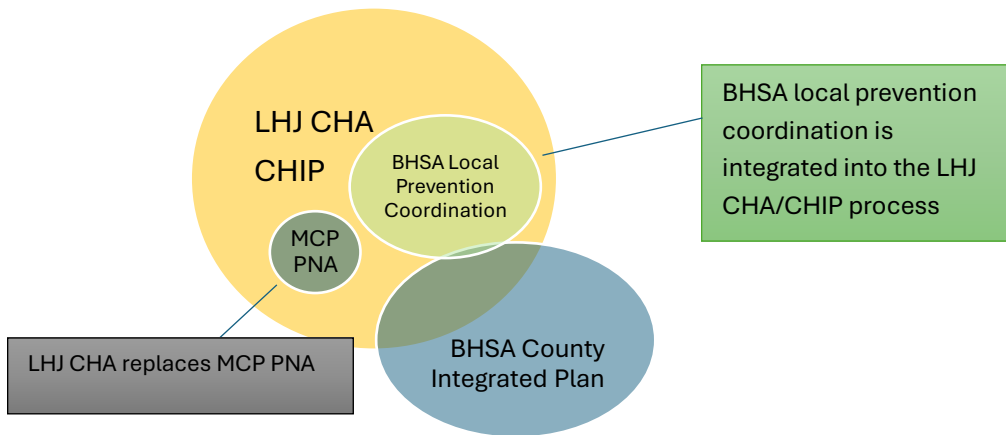 LHJ CHA
CHIP
BHSA Local
Prevention
Coordination
MCP
PNA
BHSA County
Integrated Plan
BHSA local prevention
coordination is
integrated into the LHJ
CHA/CHIP process
LHJ CHA replaces MCP PNA